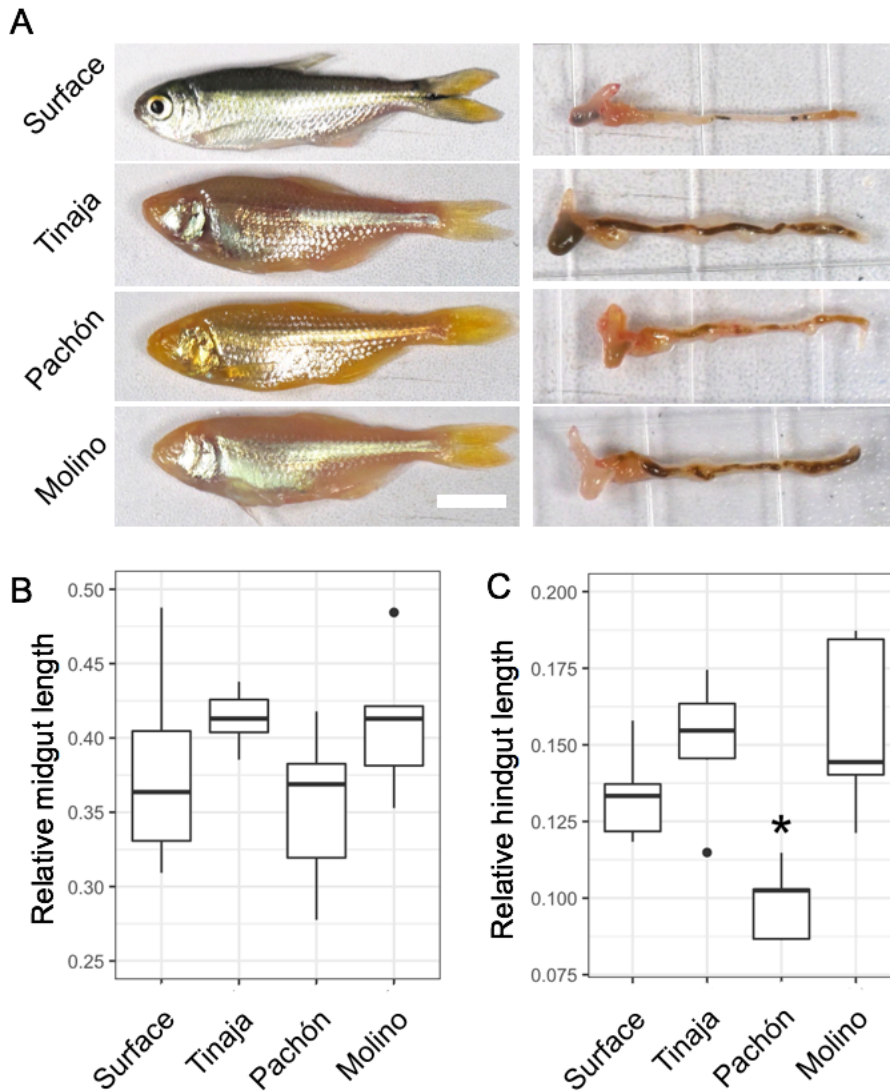 A
Surface
Tinaja
Pachón
Molino
B
Relative midgut length
0.50
0.45
0.40
0.35
0.30
0.25
Surface
Tinaja
Pachón
Molino
C
Relative hindgut length
0.200
0.175
0.150
0.125
0.100
0.075
*
Surface
Tinaja
Pachón
Molino